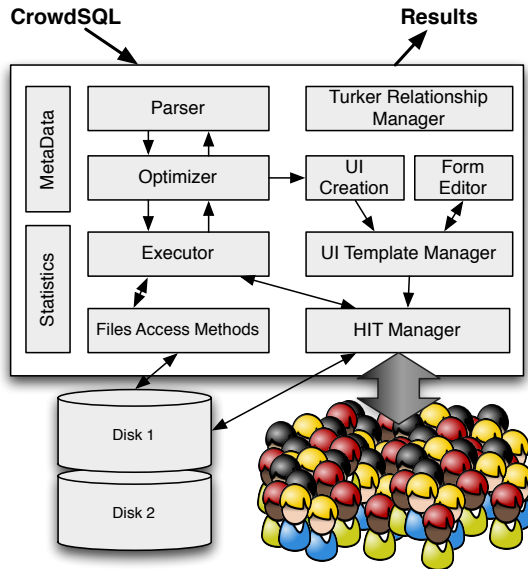 CrowdSQL
Results
MetaData
Parser
Turker Relationship
Manager
Optimizer
UI
Creation
Form
Editor
Statistics
Executor
UI Template Manager
Files Access Methods
HIT Manager
Disk 1
Disk 2